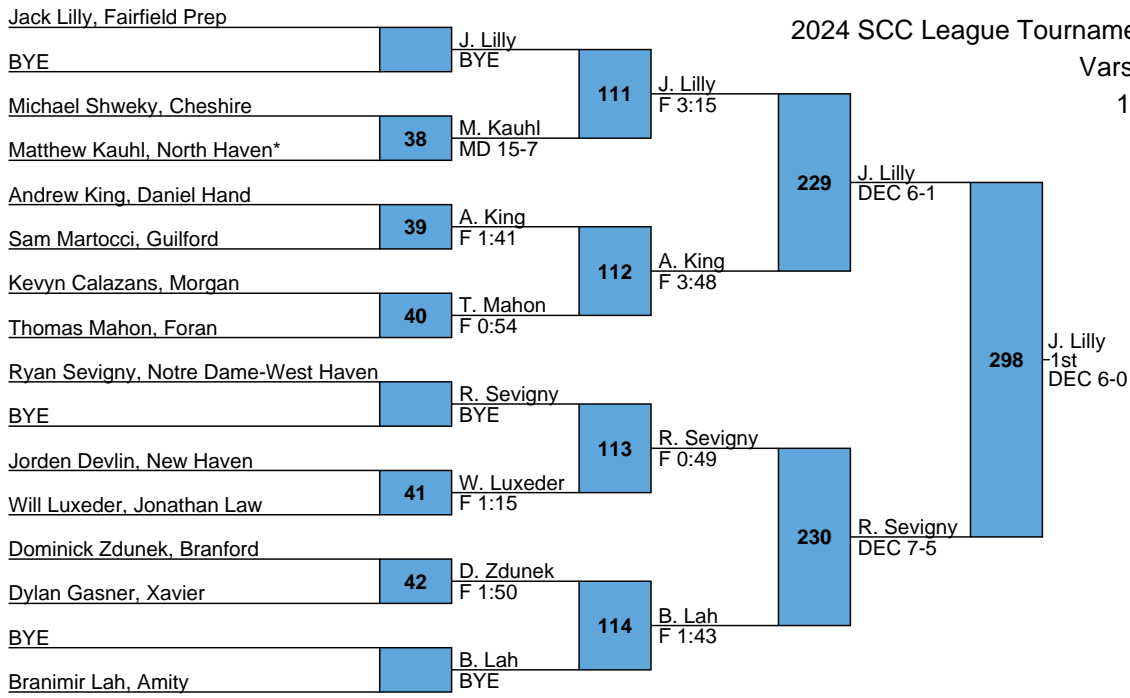 2024 SCC League Tourname
Vars
1
Jack Lilly, Fairfield Prep
BYE
Michael Shweky, Cheshire
Matthew Kauhl, North Haven*
Andrew King, Daniel Hand
Sam Martocci, Guilford
Kevyn Calazans, Morgan
Thomas Mahon, Foran
Ryan Sevigny, Notre Dame-West Haven
BYE
Jorden Devlin, New Haven
Will Luxeder, Jonathan Law
Dominick Zdunek, Branford
Dylan Gasner, Xavier
BYE
Branimir Lah, Amity
38
39
40
41
42
J. Lilly
BYE
M. Kauhl
MD 15-7
A. King
F 1:41
T. Mahon
F 0:54
R. Sevigny
BYE
W. Luxeder
F 1:15
D. Zdunek
F 1:50
B. Lah
BYE
111
112
113
114
J. Lilly
F 3:15
A. King
F 3:48
R. Sevigny
F 0:49
B. Lah
F 1:43
229
230
J. Lilly
DEC 6-1
R. Sevigny
DEC 7-5
298
J. Lilly
1st
DEC 6-0